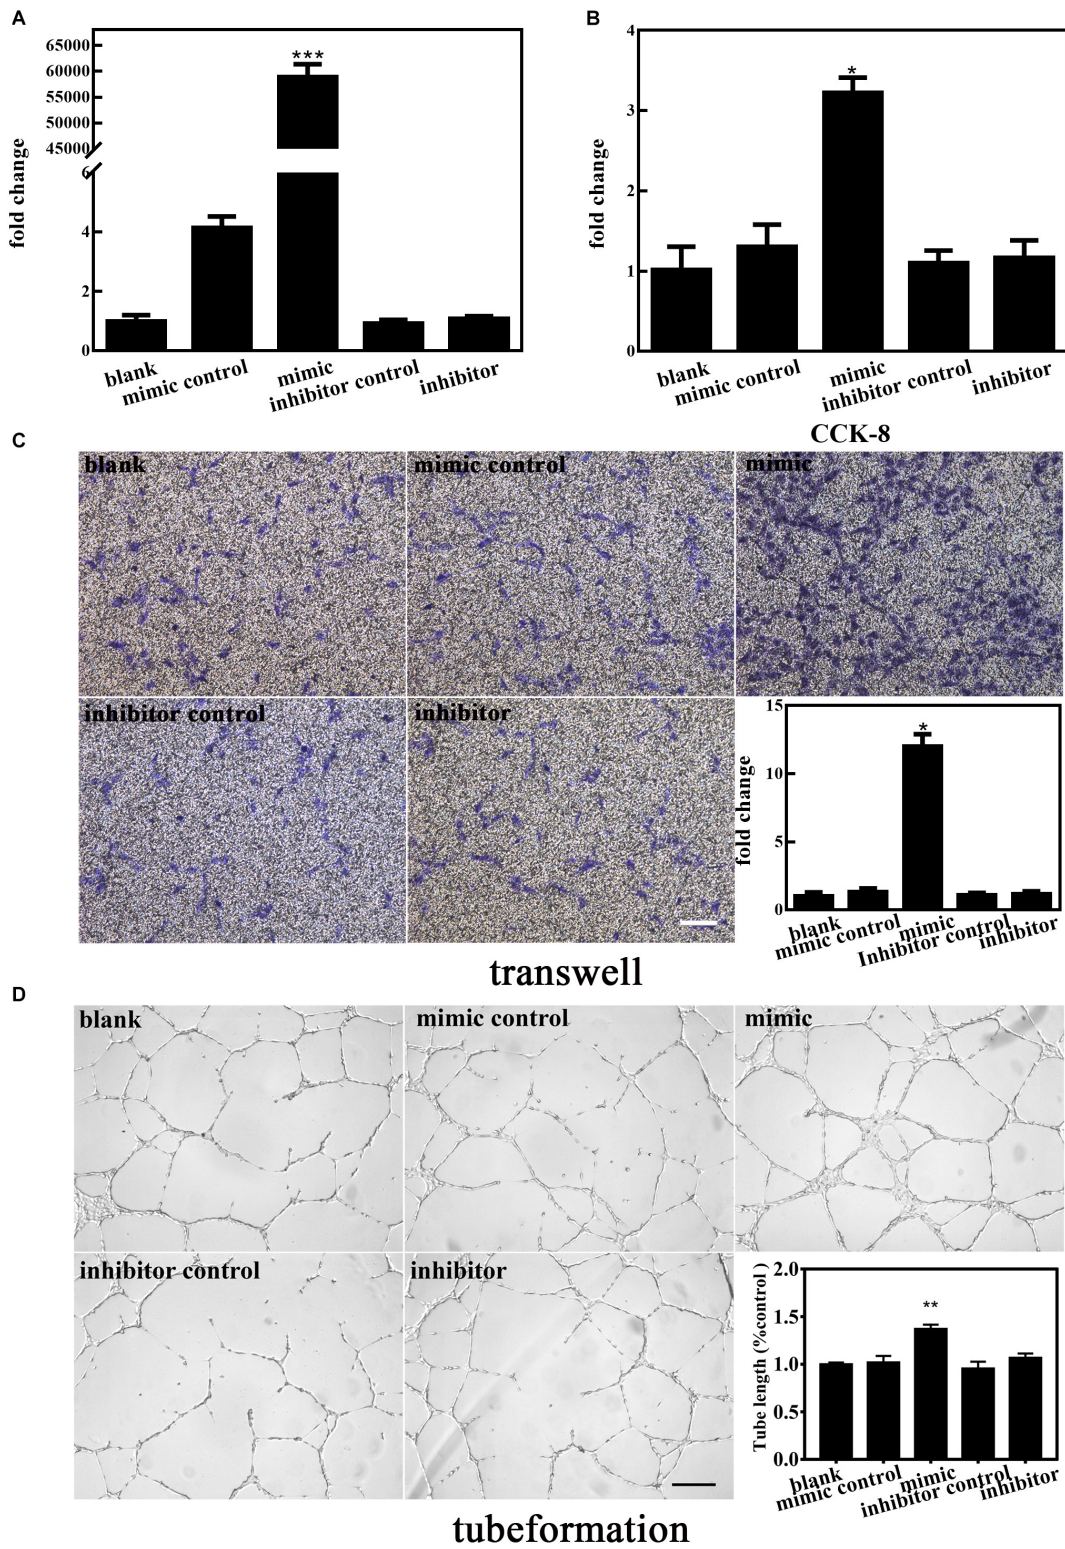 A
fold change
65000
60000
55000
50000
45000
6
4
2
0
***
blank
mimic control
mimic
inhibitor control
inhibitor
B
fold change
4
3
2
1
0
*
blank
mimic control
mimic
inhibitor control
inhibitor
CCK-8
C
blank
mimic control
mimic
inhibitor control
inhibitor
fold change
15
10
5
0
*
blank
mimic control
mimic
Inhibitor control
inhibitor
transwell
D
blank
mimic control
mimic
inhibitor control
inhibitor
Tube length (%control)
2.0
1.5
1.0
0.5
0.0
**
blank
mimic control
mimic
inhibitor control
inhibitor
tubeformation